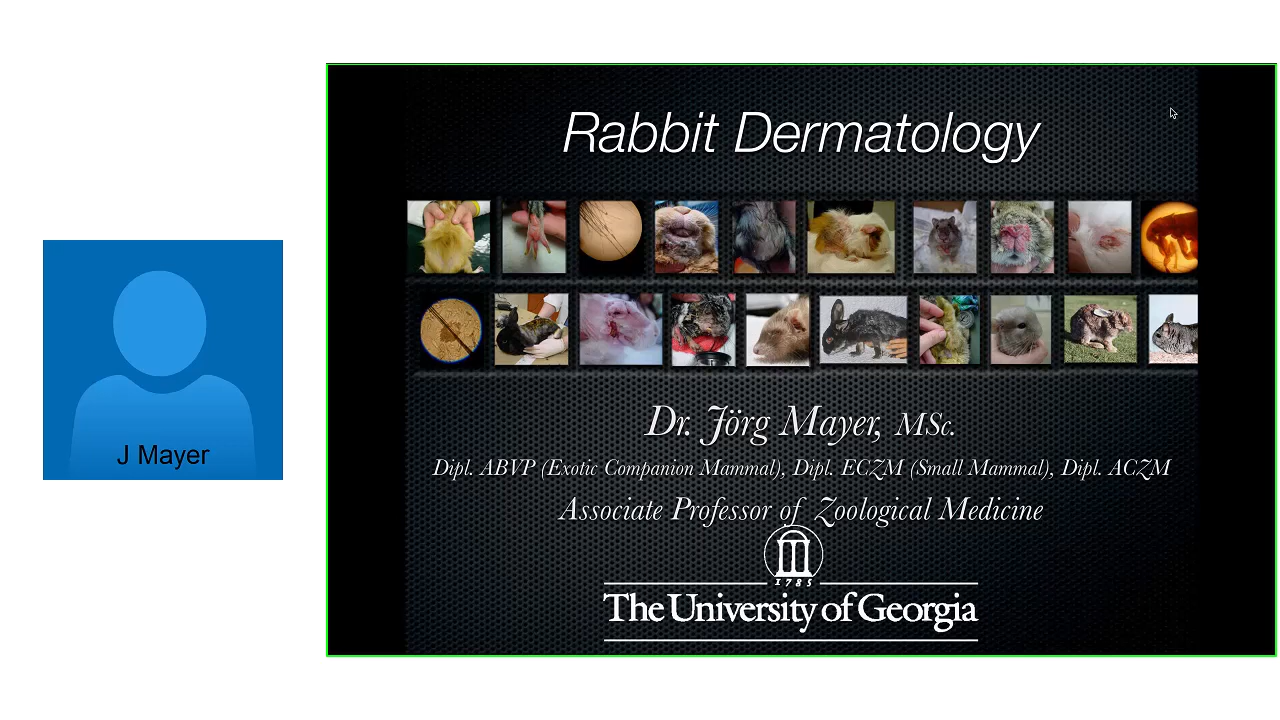 J Mayer
Rabbit Dermatology
Dr. Jörg Mayer, MSc.
Dipl. ABVP (Exotic Companion Mammal), Dipl. ECZM (Small Mammal), Dipl. ACZM
Associate Professor of Zoological Medicine
1785
The University of Georgia